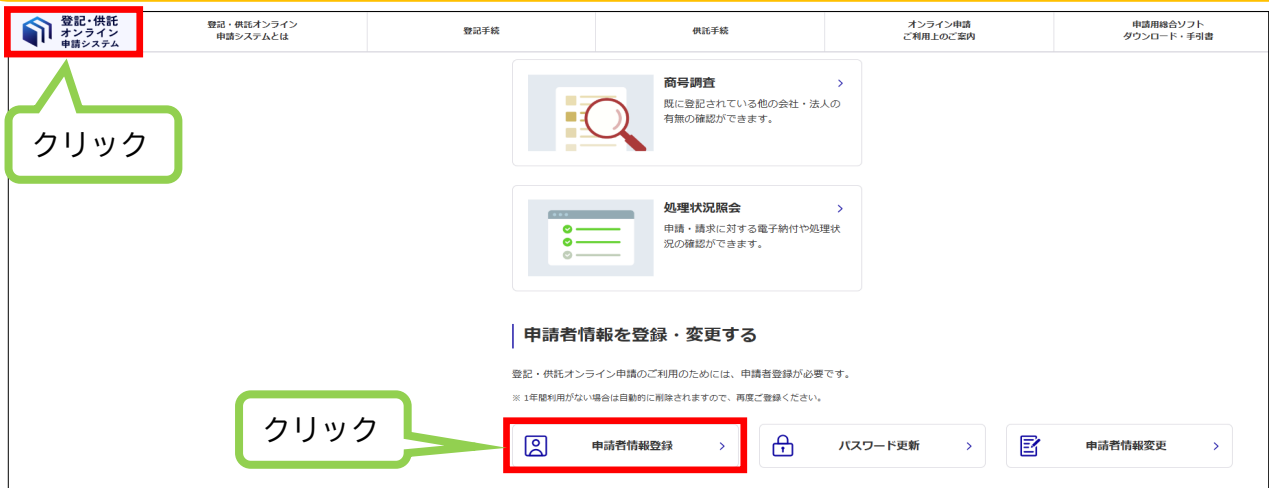 登記・供託
オンライン
申請システム
登記・供託オンライン
申請システムとは
登記手続
供託手続
オンライン申請
ご利用上のご案内
申請用総合ソフト
ダウンロード・手引書
クリック
商号調査
既に登記されている他の会社・法人の
有無の確認ができます。
処理状況照会
申請・請求に対する電子納付や処理状
況の確認ができます。
申請者情報を登録・変更する
登記・供託オンライン申請のご利用のためには、申請者登録が必要です。
※ 1年間利用がない場合は自動的に削除されますので、再度ご登録ください。
クリック
申請者情報登録
パスワード更新
申請者情報変更